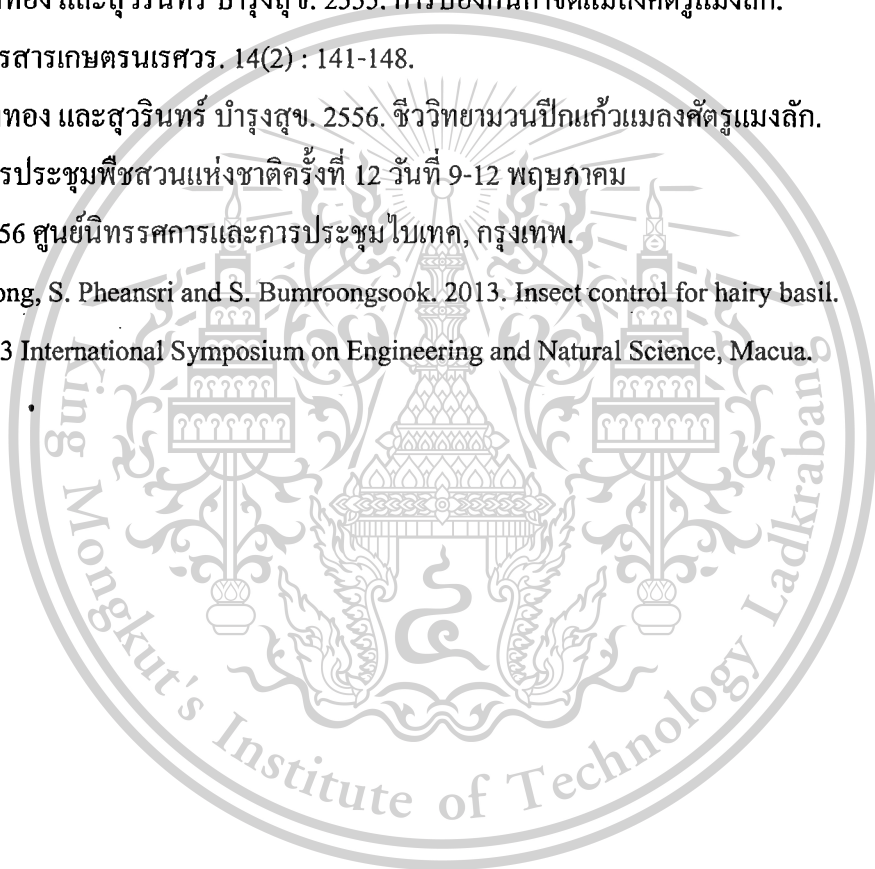 ทอง และสุวรินทร์ บำรุงสุข. 2555. การป้องกันกำจัดแมลงศัตรูแมงลัก.
รสารเกษตรนเรศวร. 14(2) : 141-148.
ทอง และสุวรินทร์ บำรุงสุข. 2556. ชีววิทยามวนปีกแก้วแมลงศัตรูแมงลัก.
รประชุมพืชสวนแห่งชาติครั้งที่ 12 วันที่ 9-12 พฤษภาคม
56 ศูนย์นิทรรศการและการประชุมไบเทค, กรุงเทพ.
ong, S. Pheansri and S. Bumroongsook. 2013. Insect control for hairy basil.
3 International Symposium on Engineering and Natural Science, Macua.
King Mongkut's Institute of Technology Ladkrabang